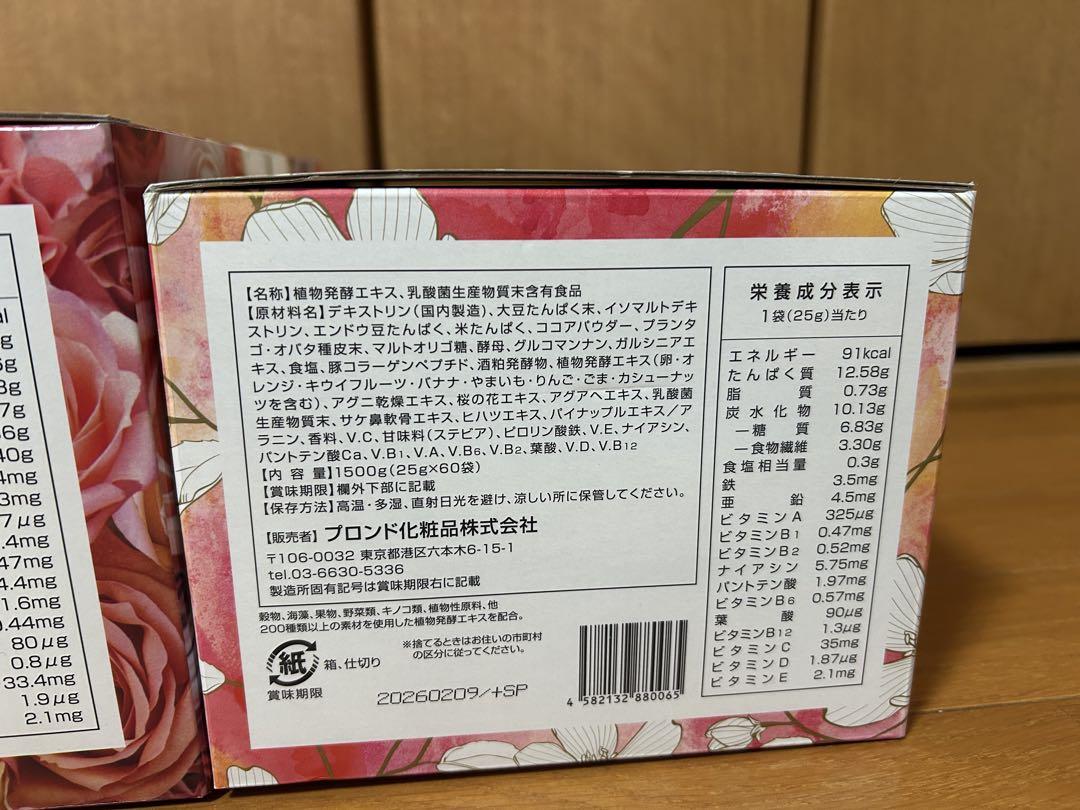 al
g
5g
3g
7g
36g
40g
4mg
3mg
7μg
.4mg
47mg
4.4mg
1.6mg
0.44mg
80μg
0.8μg
33.4mg
1.9μg
2.1mg
【名称】植物発酵エキス、乳酸菌生産物質末含有食品
【原材料名】デキストリン(国内製造)、大豆たんぱく末、イソマルトデキ
ストリン、エンドウ豆たんぱく、米たんぱく、ココアパウダー、プランタ
ゴ・オバタ種皮末、マルトオリゴ糖、酵母、グルコマンナン、ガルシニアエ
キス、食塩、豚コラーゲンペプチド、酒粕発酵物、植物発酵エキス(卵・オ
レンジ・キウイフルーツ・バナナ・やまいも・りんご・ごま・カシューナッ
ツを含む)、アグニ乾燥エキス、桜の花エキス、アグアヘエキス、乳酸菌
生産物質末、サケ鼻軟骨エキス、ヒハツエキス、パイナップルエキス/ア
ラニン、香料、V.C、甘味料(ステビア)、ピロリン酸鉄、V.E、ナイアシン、
パントテン酸Ca、V.B1、V.A、V.B6、V.B2、葉酸、V.D、V.B12
【内 容 量】1500g(25g×60袋)
【賞味期限】欄外下部に記載
【保存方法】高温・多湿、直射日光を避け、涼しい所に保管してください。
【販売者】ブロンド化粧品株式会社
〒106-0032 東京都港区六本木6-15-1
tel.03-6630-5336
製造所固有記号は賞味期限右に記載
穀物、海藻、果物、野菜類、キノコ類、植物性原料、他
200種類以上の素材を使用した植物発酵エキスを配合。
紙
箱、仕切り
※捨てるときはお住いの市町村
の区分に従ってください。
賞味期限
20260209/+SP
4 582132 880065
栄養成分表示
1袋(25g)当たり
エネルギー 91kcal
たんぱく質 12.58g
脂 質 0.73g
炭水化物 10.13g
―糖 質 6.83g
―食物繊維 3.30g
食塩相当量 0.3g
鉄 3.5mg
亜 鉛 4.5mg
ビタミンA 325μg
ビタミンB1 0.47mg
ビタミンB2 0.52mg
ナイアシン 5.75mg
パントテン酸 1.97mg
ビタミンB6 0.57mg
葉 酸 90μg
ビタミンB12 1.3μg
ビタミンC 35mg
ビタミンD 1.87μg
ビタミンE 2.1mg